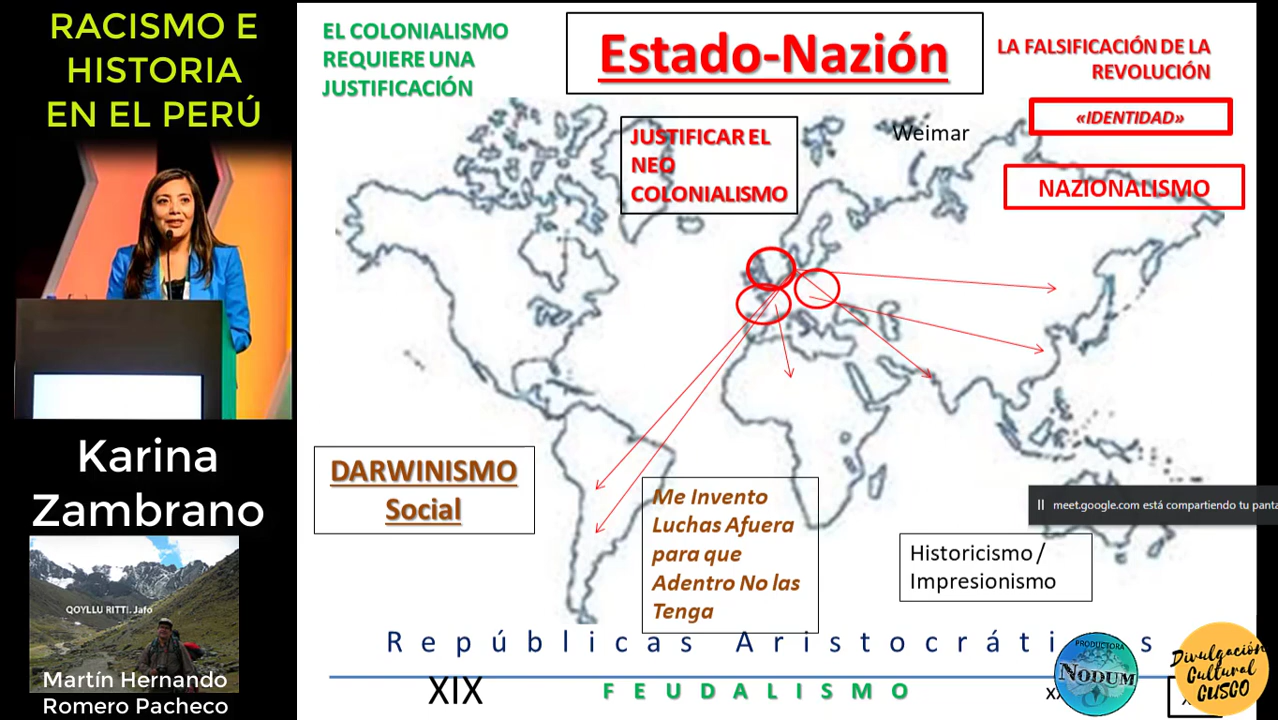 RACISMO E
HISTORIA
EN EL PERÚ
Karina
Zambrano
QOYLLU RITTI. Jafo
Martín Hernando
Romero Pacheco
EL COLONIALISMO
REQUIERE UNA
JUSTIFICACIÓN
Estado-Nazión
LA FALSIFICACIÓN DE LA
REVOLUCIÓN
«IDENTIDAD»
JUSTIFICAR EL
NEO
COLONIALISMO
Weimar
NAZIONALISMO
DARWINISMO
Social
Me Invento
Luchas Afuera
para que
Adentro No las
Tenga
meet.google.com está compartiendo tu panta
Historicismo /
Impresionismo
Repúblicas Aristocráti s
XIX
FEUDALISMO
PRODUCTORA
NODUM
Divulgación
Cultural
CUSCO